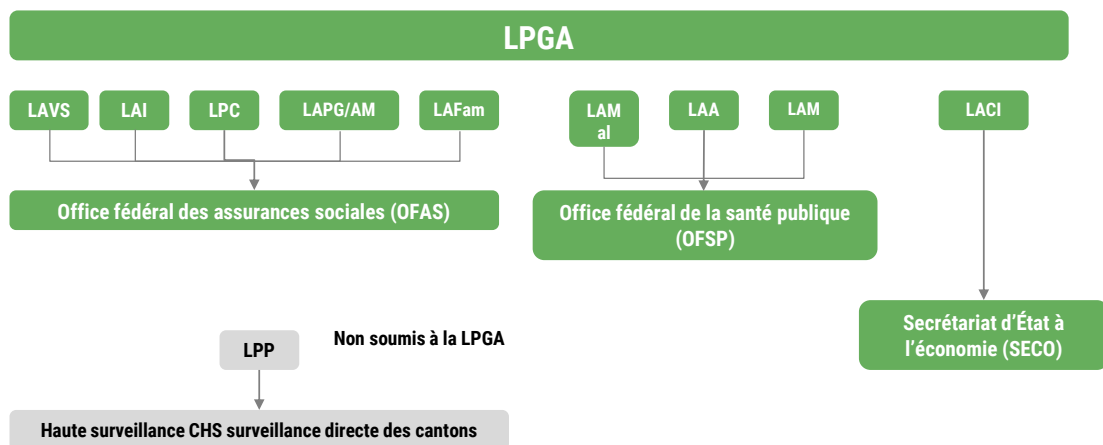 LPGA
LAVS
LAI
LPC
LAPG/AM
LAFam
LAM
al
LAA
LAM
LACI
Office fédéral des assurances sociales (OFAS)
Office fédéral de la santé publique
(OFSP)
Secrétariat d’État à
l’économie (SECO)
LPP
Non soumis à la LPGA
Haute surveillance CHS surveillance directe des cantons